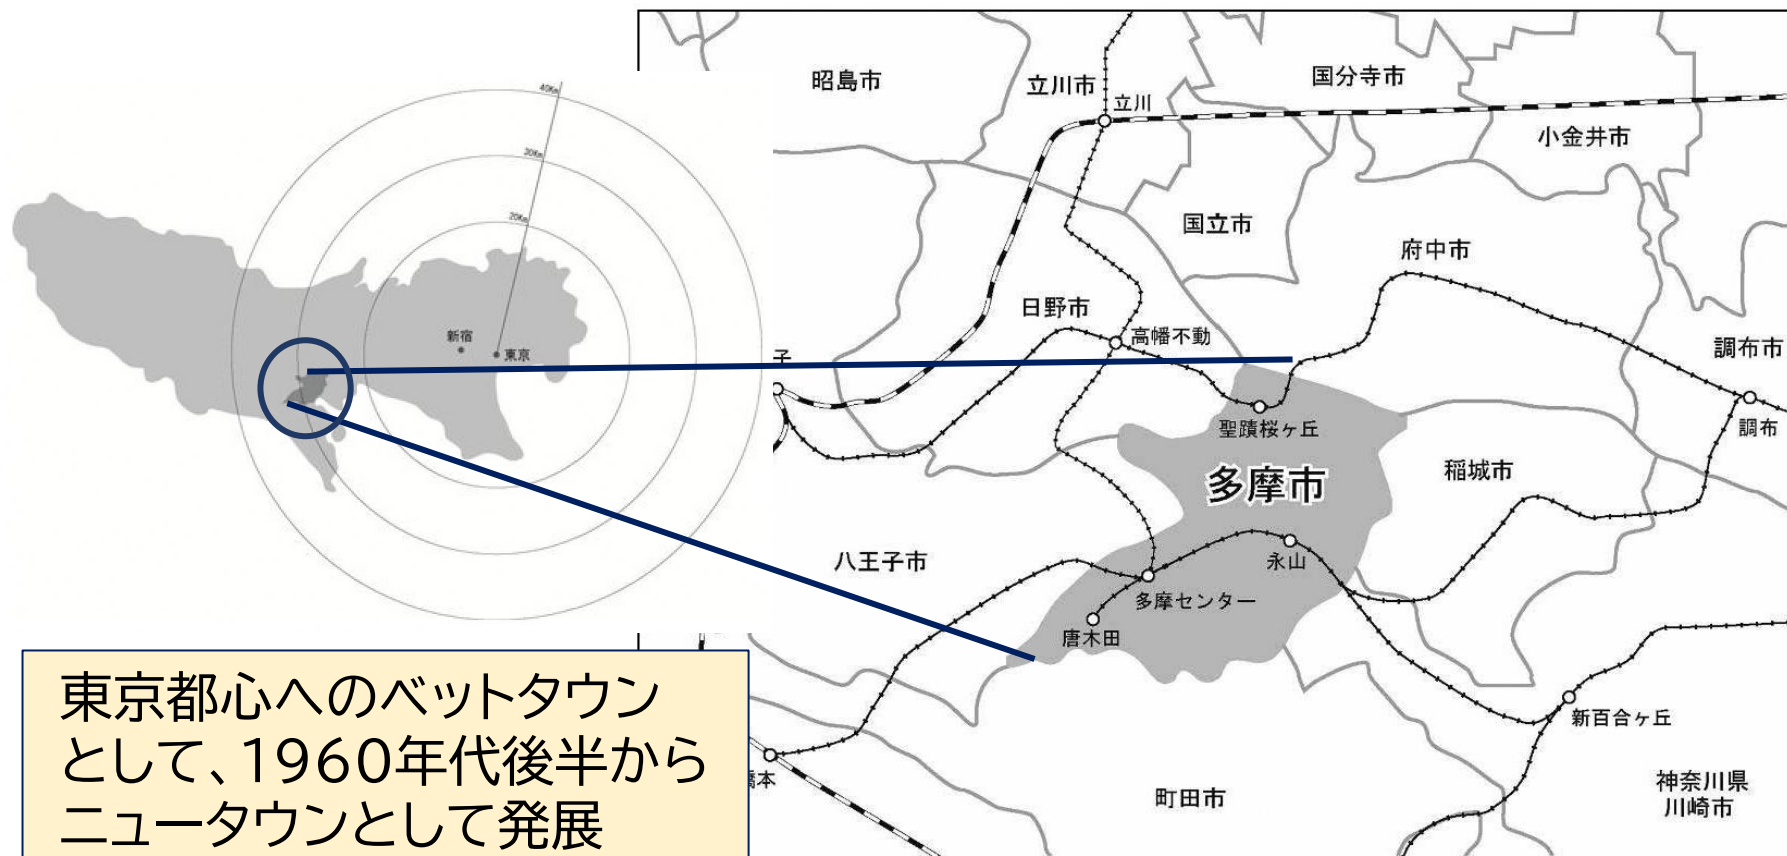 40Km
30Km
20Km
新宿
東京
昭島市
立川市
立川
国分寺市
小金井市
国立市
府中市
日野市
高幡不動
調布市
子
聖蹟桜ヶ丘
調布
多摩市
稲城市
八王子市
永山
多摩センター
唐木田
新百合ヶ丘
橋本
町田市
神奈川県
川崎市
東京都心へのベットタウン
として、1960年代後半から
ニュータウンとして発展